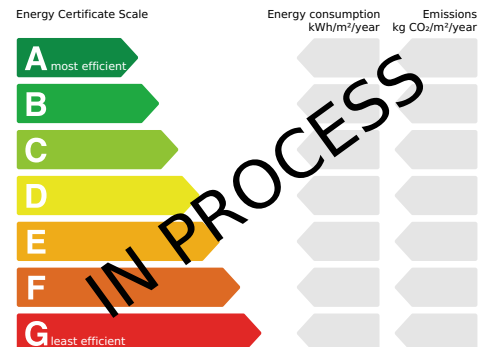 Energy Certificate Scale
Energy consumption
kWh/m²/year
Emissions
kg CO₂/m²/year
A most efficient
B
C
D
E
F
G least efficient
IN PROCESS